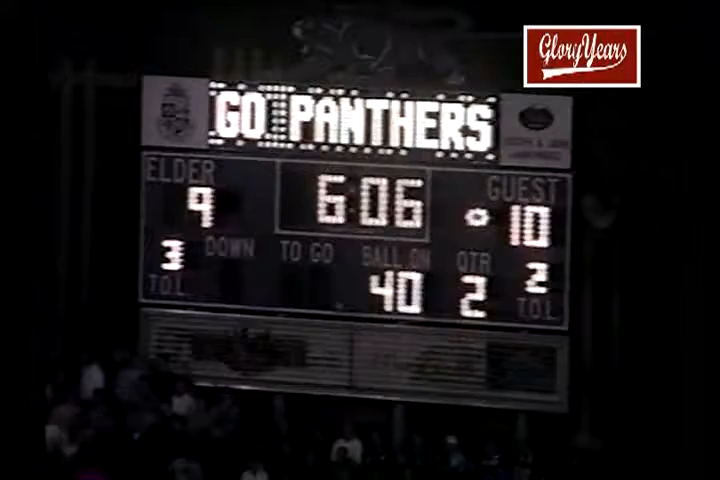 GloryYears
GO PANTHERS
ELDER GUEST
9 6:06 10
3 DOWN TO GO BALL ON QTR 2
T.O.L. 40 2 T.O.L.